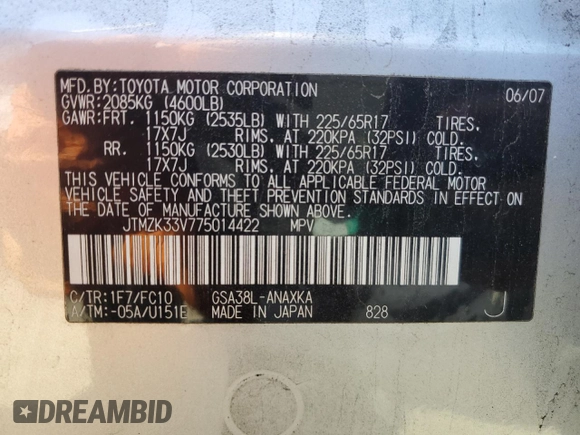 MFD.BY:TOYOTA MOTOR CORPORATION 06/07
GVWR:2085KG (4600LB)
GAWR:FRT. 1150KG (2535LB) WITH 225/65R17 TIRES,
17X7J RIMS, AT 220KPA (32PSI) COLD.
RR. 1150KG (2530LB) WITH 225/65R17 TIRES,
17X7J RIMS, AT 220KPA (32PSI) COLD.
THIS VEHICLE CONFORMS TO ALL APPLICABLE FEDERAL MOTOR
VEHICLE SAFETY AND THEFT PREVENTION STANDARDS IN EFFECT ON
THE DATE OF MANUFACTURE SHOWN ABOVE.
JTMZK33V775014422 MPV
C/TR:1F7/FC10 GSA38L-ANAXKA
A/TM:-05A/U151E MADE IN JAPAN 828 J
DREAMBID